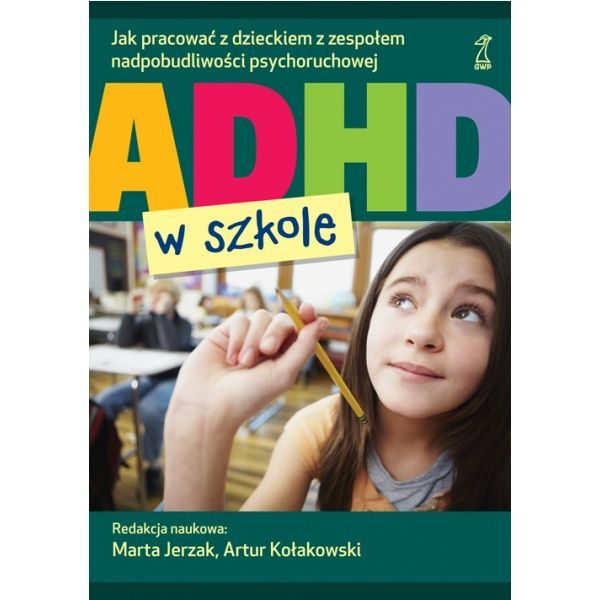 Jak pracować z dzieckiem z zespołem
nadpobudliwości psychoruchowej
GWP
ADHD
w szkole
Redakcja naukowa:
Marta Jerzak, Artur Kołakowski